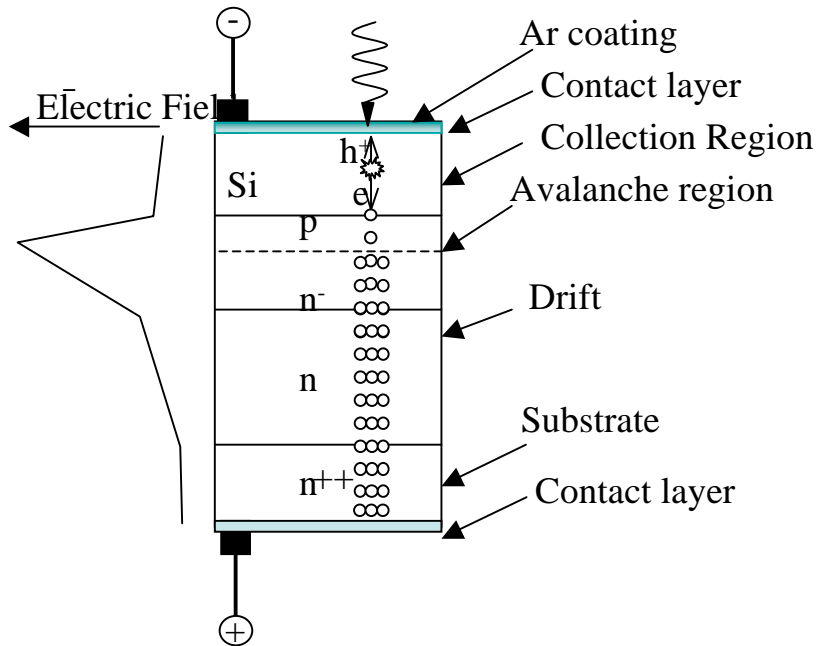 -
Ar coating
Contact layer
Electric Fiel
-
Collection Region
h+
Si
e
Avalanche region
p
n-
Drift
n
Substrate
n++
Contact layer
+